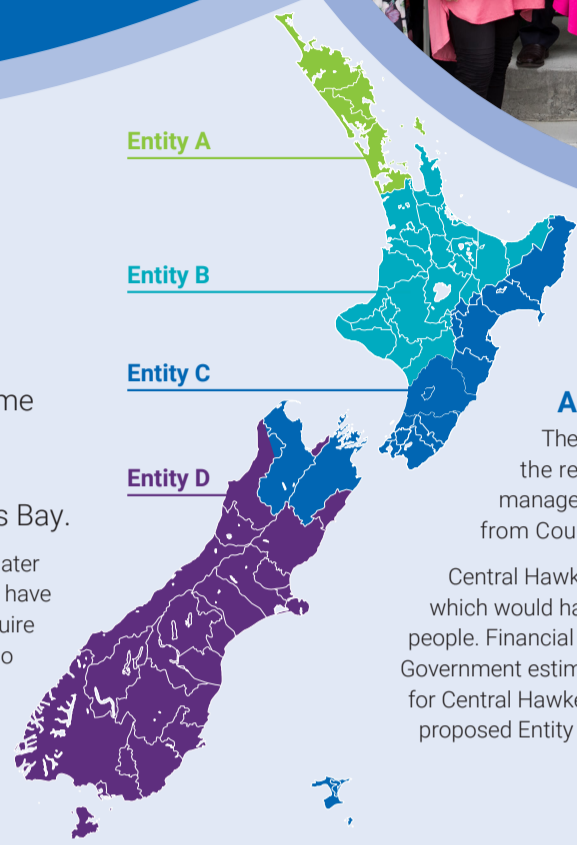 Entity A
Entity B
Entity C
Entity D
me
s Bay.
ater
have
uire
o
A
The
the re
manage
from Cou
Central Hawk
which would ha
people. Financial
Government estim
for Central Hawke
proposed Entity